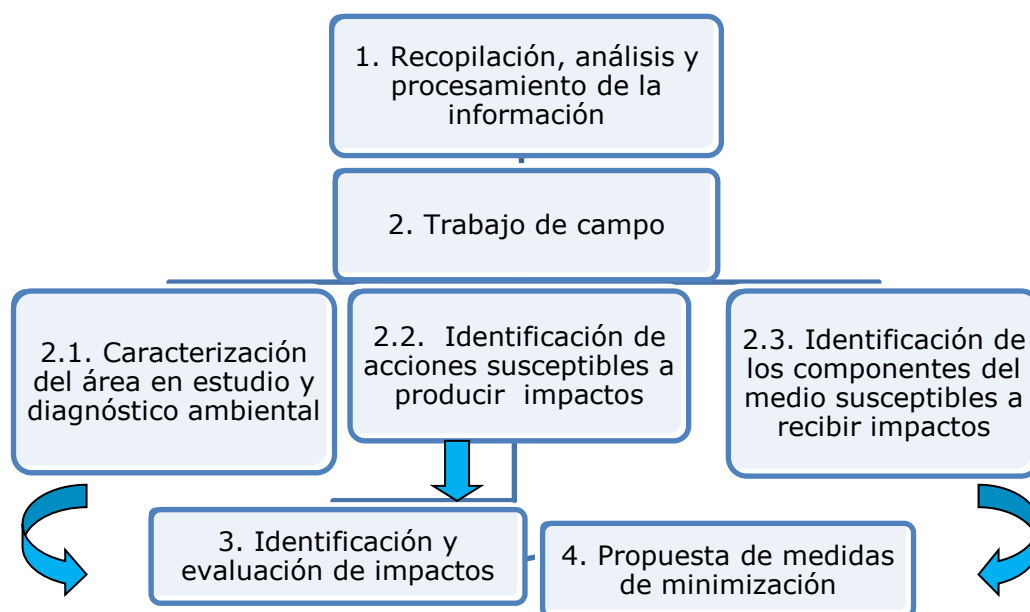 1. Recopilación, análisis y
procesamiento de la
información
2. Trabajo de campo
2.1. Caracterización
del área en estudio y
diagnóstico ambiental
2.2.  Identificación de
acciones susceptibles a
producir  impactos
2.3. Identificación de
los componentes del
medio susceptibles a
recibir impactos
3. Identificación y
evaluación de impactos
4. Propuesta de medidas
de minimización